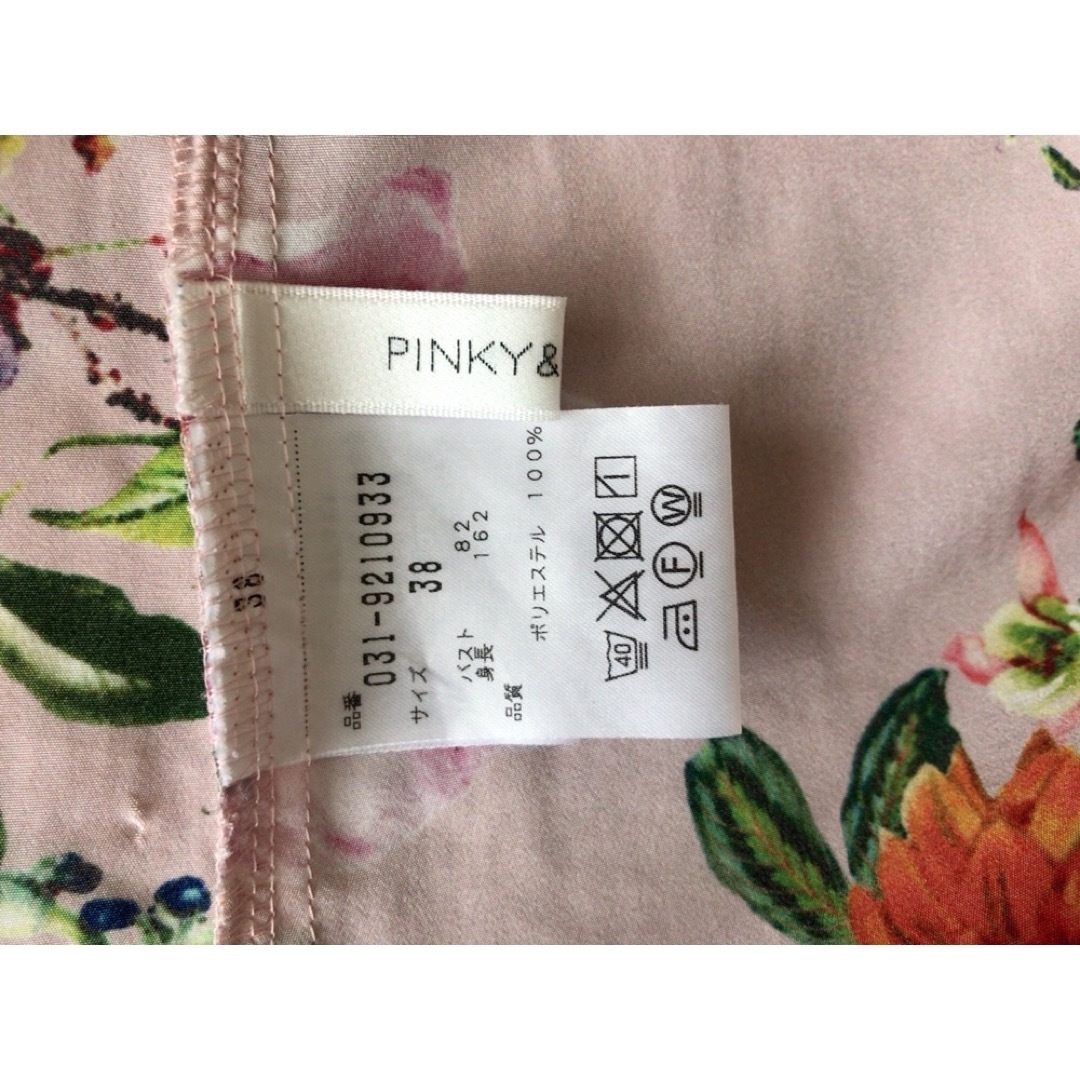 PINKY&
38
品番
031-9210933
サイズ 38
バスト 82
身長 162
品質
ポリエステル 100%
40
F W